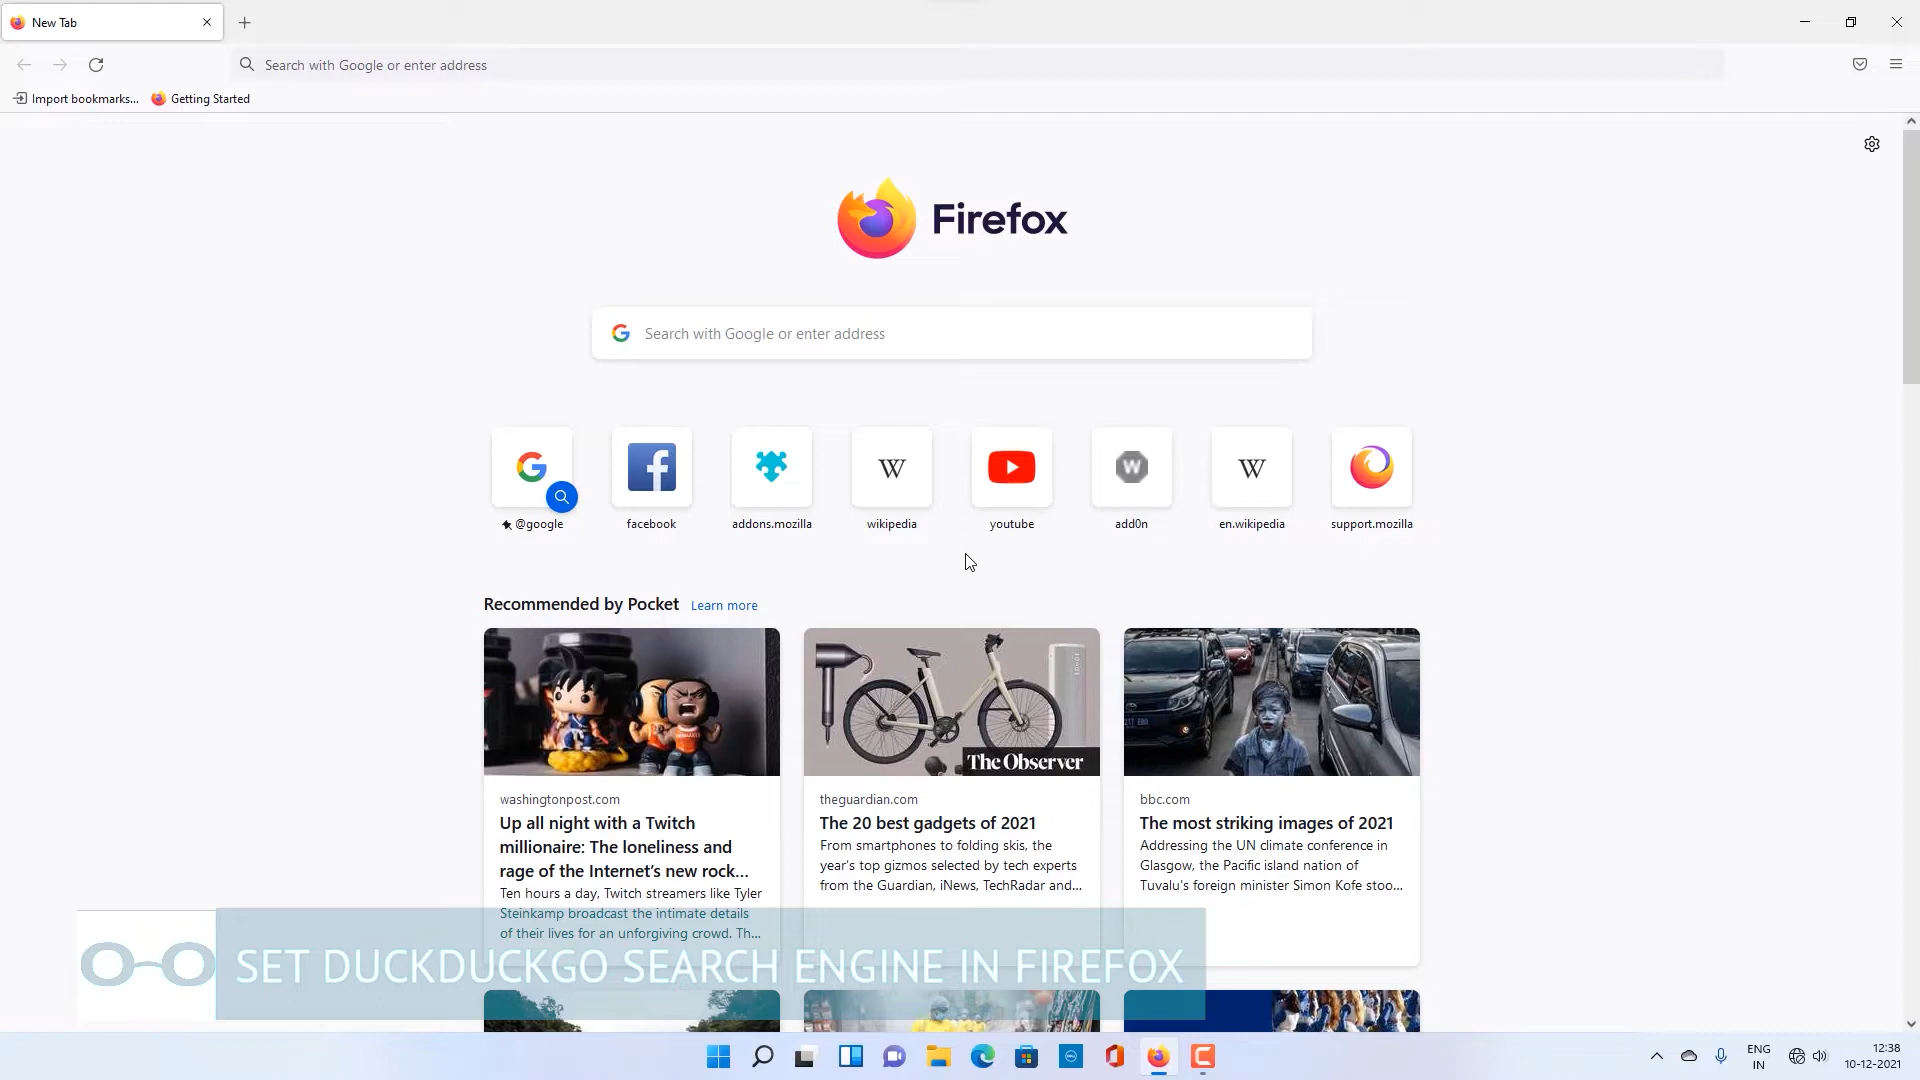 New Tab
Search with Google or enter address
Import bookmarks...
Getting Started
Firefox
Search with Google or enter address
@google
facebook
addons.mozilla
wikipedia
youtube
add0n
en.wikipedia
support.mozilla
Recommended by Pocket Learn more
The Observer
washingtonpost.com
Up all night with a Twitch
millionaire: The loneliness and
rage of the Internet's new rock...
Ten hours a day, Twitch streamers like Tyler
Steinkamp broadcast the intimate details
of their lives for an unforgiving crowd. Th...
theguardian.com
The 20 best gadgets of 2021
From smartphones to folding skis, the
year's top gizmos selected by tech experts
from the Guardian, iNews, TechRadar and...
bbc.com
The most striking images of 2021
Addressing the UN climate conference in
Glasgow, the Pacific island nation of
Tuvalu's foreign minister Simon Kofe stoo...
SET DUCKDUCKGO SEARCH ENGINE IN FIREFOX
ENG
IN
12:38
10-12-2021